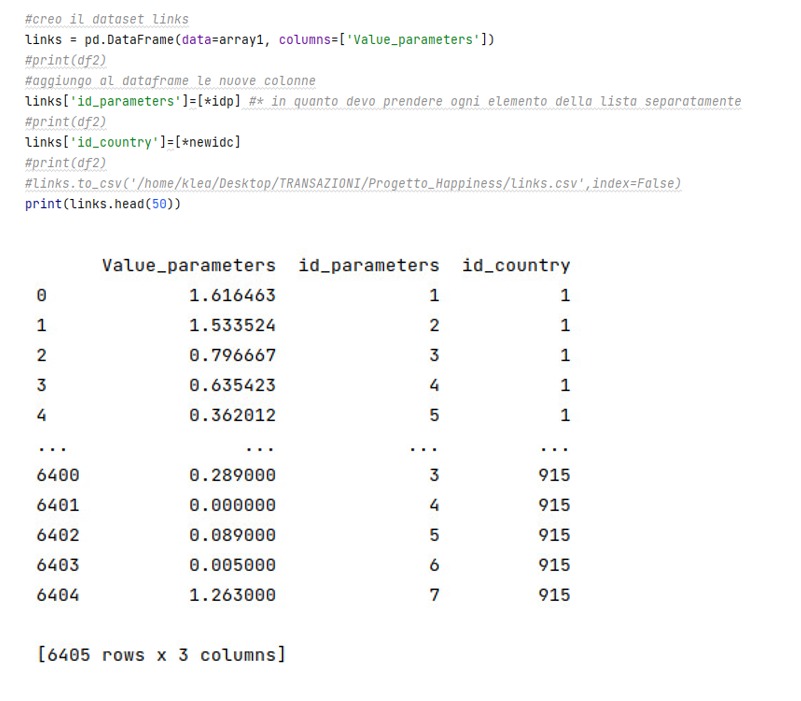 #creo il dataset links
links = pd.DataFrame(data=array1, columns=['Value_parameters'])
#print(df2)
#aggiungo al dataframe le nuove colonne
links['id_parameters']=[*idp] #* in quanto devo prendere ogni elemento della lista separatamente
#print(df2)
links['id_country']=[*newidc]
#print(df2)
#links.to_csv('/home/klea/Desktop/TRANSAZIONI/Progetto_Happiness/links.csv',index=False)
print(links.head(50))
Value_parameters id_parameters id_country
0 1.616463 1 1
1 1.533524 2 1
2 0.796667 3 1
3 0.635423 4 1
4 0.362012 5 1
... ... ... ...
6400 0.289000 3 915
6401 0.000000 4 915
6402 0.089000 5 915
6403 0.005000 6 915
6404 1.263000 7 915
[6405 rows x 3 columns]